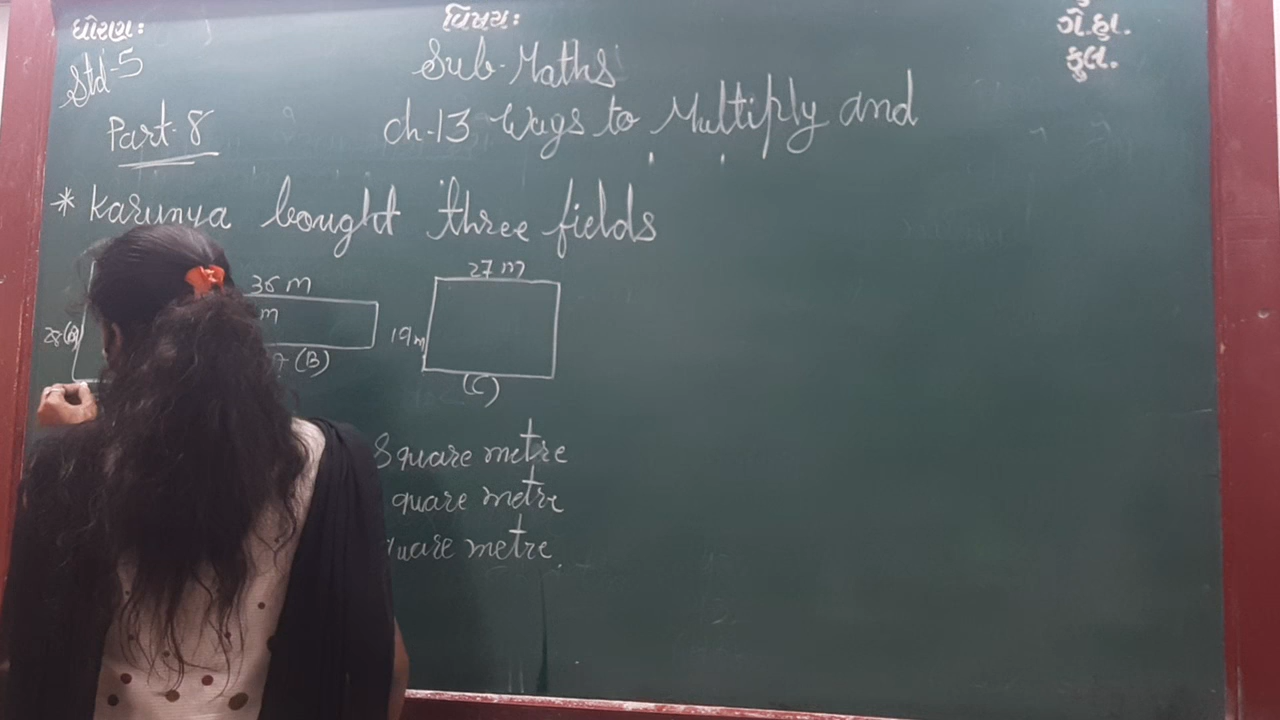 ધોરણઃ
વિષયઃ
ગે.હા.
કુલ.
Std-5
Sub-Maths
Part-8
ch-13 Ways to Multiply and
* Karunya bought three fields
36 m
27 m
m
19 m
(B)
(C)
Square metre
quare metre
quare metre.